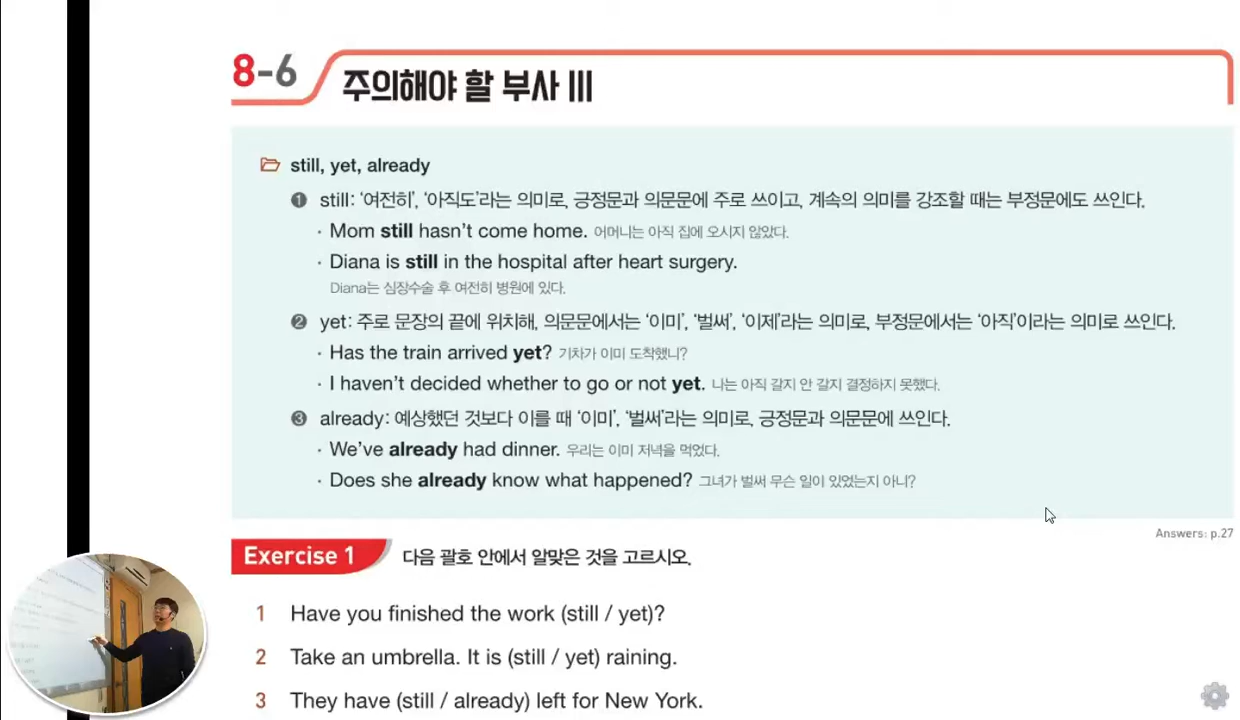 8-6 주의해야 할 부사 III
still, yet, already
❶ still: ‘여전히’, ‘아직도’라는 의미로, 긍정문과 의문문에 주로 쓰이고, 계속의 의미를 강조할 때는 부정문에도 쓰인다.
· Mom still hasn’t come home. 어머니는 아직 집에 오시지 않았다.
· Diana is still in the hospital after heart surgery.
Diana는 심장수술 후 여전히 병원에 있다.
❷ yet: 주로 문장의 끝에 위치해, 의문문에서는 ‘이미’, ‘벌써’, ‘이제’라는 의미로, 부정문에서는 ‘아직’이라는 의미로 쓰인다.
· Has the train arrived yet? 기차가 이미 도착했니?
· I haven’t decided whether to go or not yet. 나는 아직 갈지 안 갈지 결정하지 못했다.
❸ already: 예상했던 것보다 이를 때 ‘이미’, ‘벌써’라는 의미로, 긍정문과 의문문에 쓰인다.
· We’ve already had dinner. 우리는 이미 저녁을 먹었다.
· Does she already know what happened? 그녀가 벌써 무슨 일이 있었는지 아니?
Answers: p.27
Exercise 1 다음 괄호 안에서 알맞은 것을 고르시오.
1 Have you finished the work (still / yet)?
2 Take an umbrella. It is (still / yet) raining.
3 They have (still / already) left for New York.